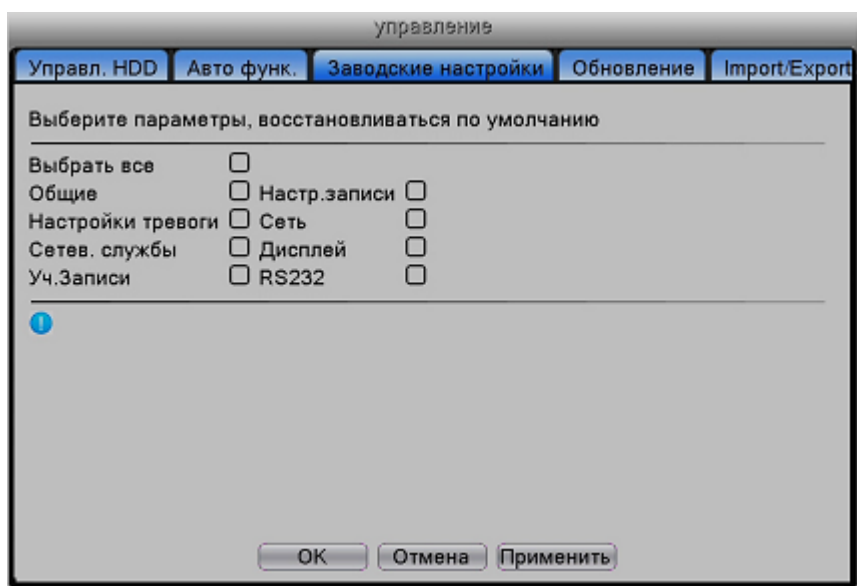 управление
Управл. HDD Авто функ. Заводские настройки Обновление Import/Export
Выберите параметры, восстановливаться по умолчанию
Выбрать все
Общие Настр.записи
Настройки тревоги Сеть
Сетев. службы Дисплей
Уч.Записи RS232
OK Отмена Применить